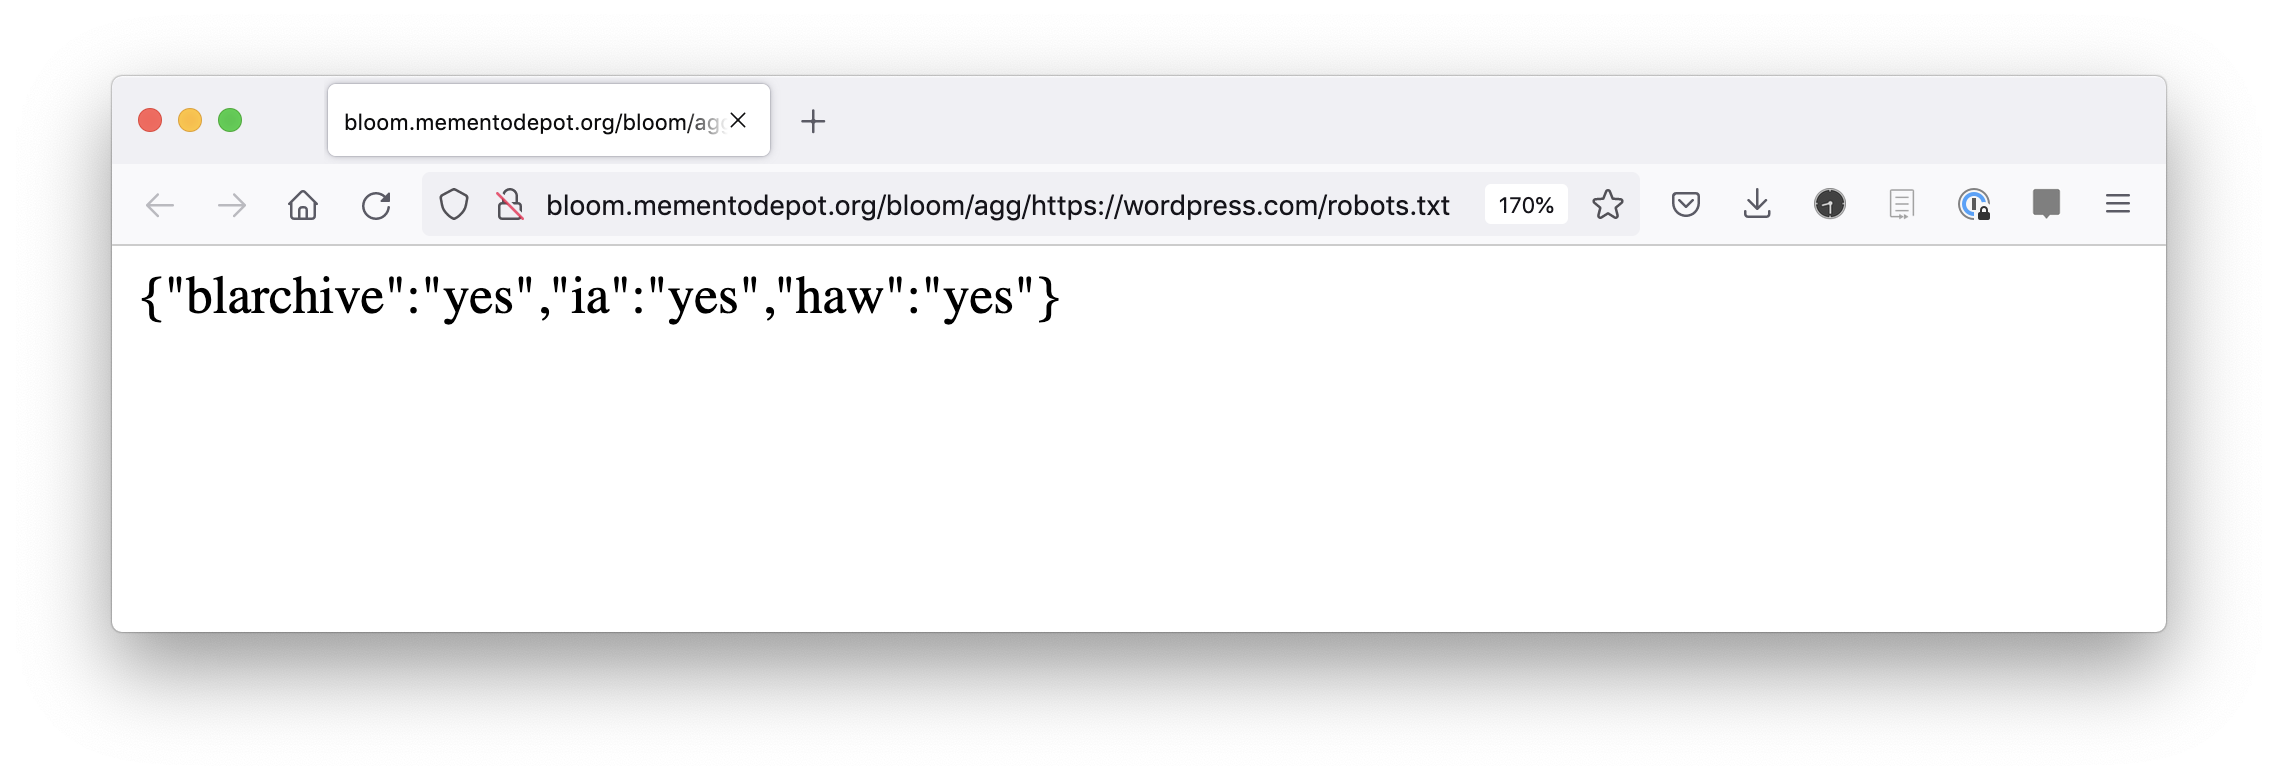 bloom.mementodepot.org/bloom/agg
bloom.mementodepot.org/bloom/agg/https://wordpress.com/robots.txt 170%
{"blarchive":"yes","ia":"yes","haw":"yes"}